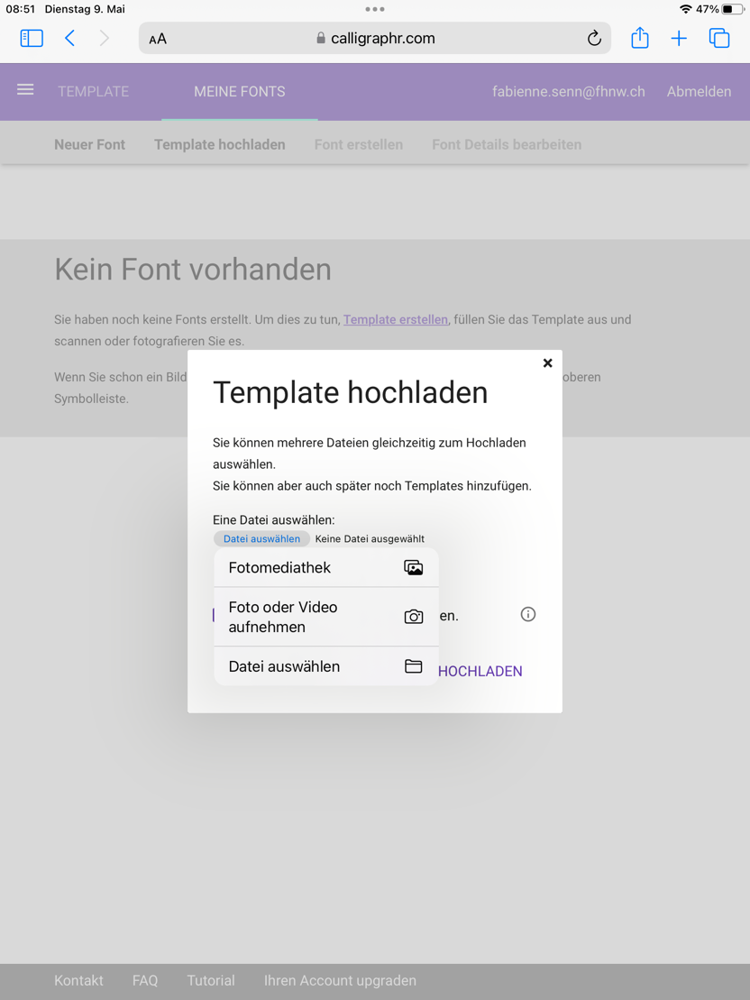 08:51 Dienstag 9. Mai
47%
AA calligraphr.com
TEMPLATE MEINE FONTS fabienne.senn@fhnw.ch Abmelden
Neuer Font Template hochladen Font erstellen Font Details bearbeiten
Kein Font vorhanden
Sie haben noch keine Fonts erstellt. Um dies zu tun, Template erstellen, füllen Sie das Template aus und
scannen oder fotografieren Sie es.
Wenn Sie schon ein Bild oberen
Symbolleiste.
Template hochladen
Sie können mehrere Dateien gleichzeitig zum Hochladen
auswählen.
Sie können aber auch später noch Templates hinzufügen.
Eine Datei auswählen:
Datei auswählen Keine Datei ausgewählt
Fotomediathek
Foto oder Video
aufnehmen
en.
Datei auswählen
HOCHLADEN
Kontakt FAQ Tutorial Ihren Account upgraden